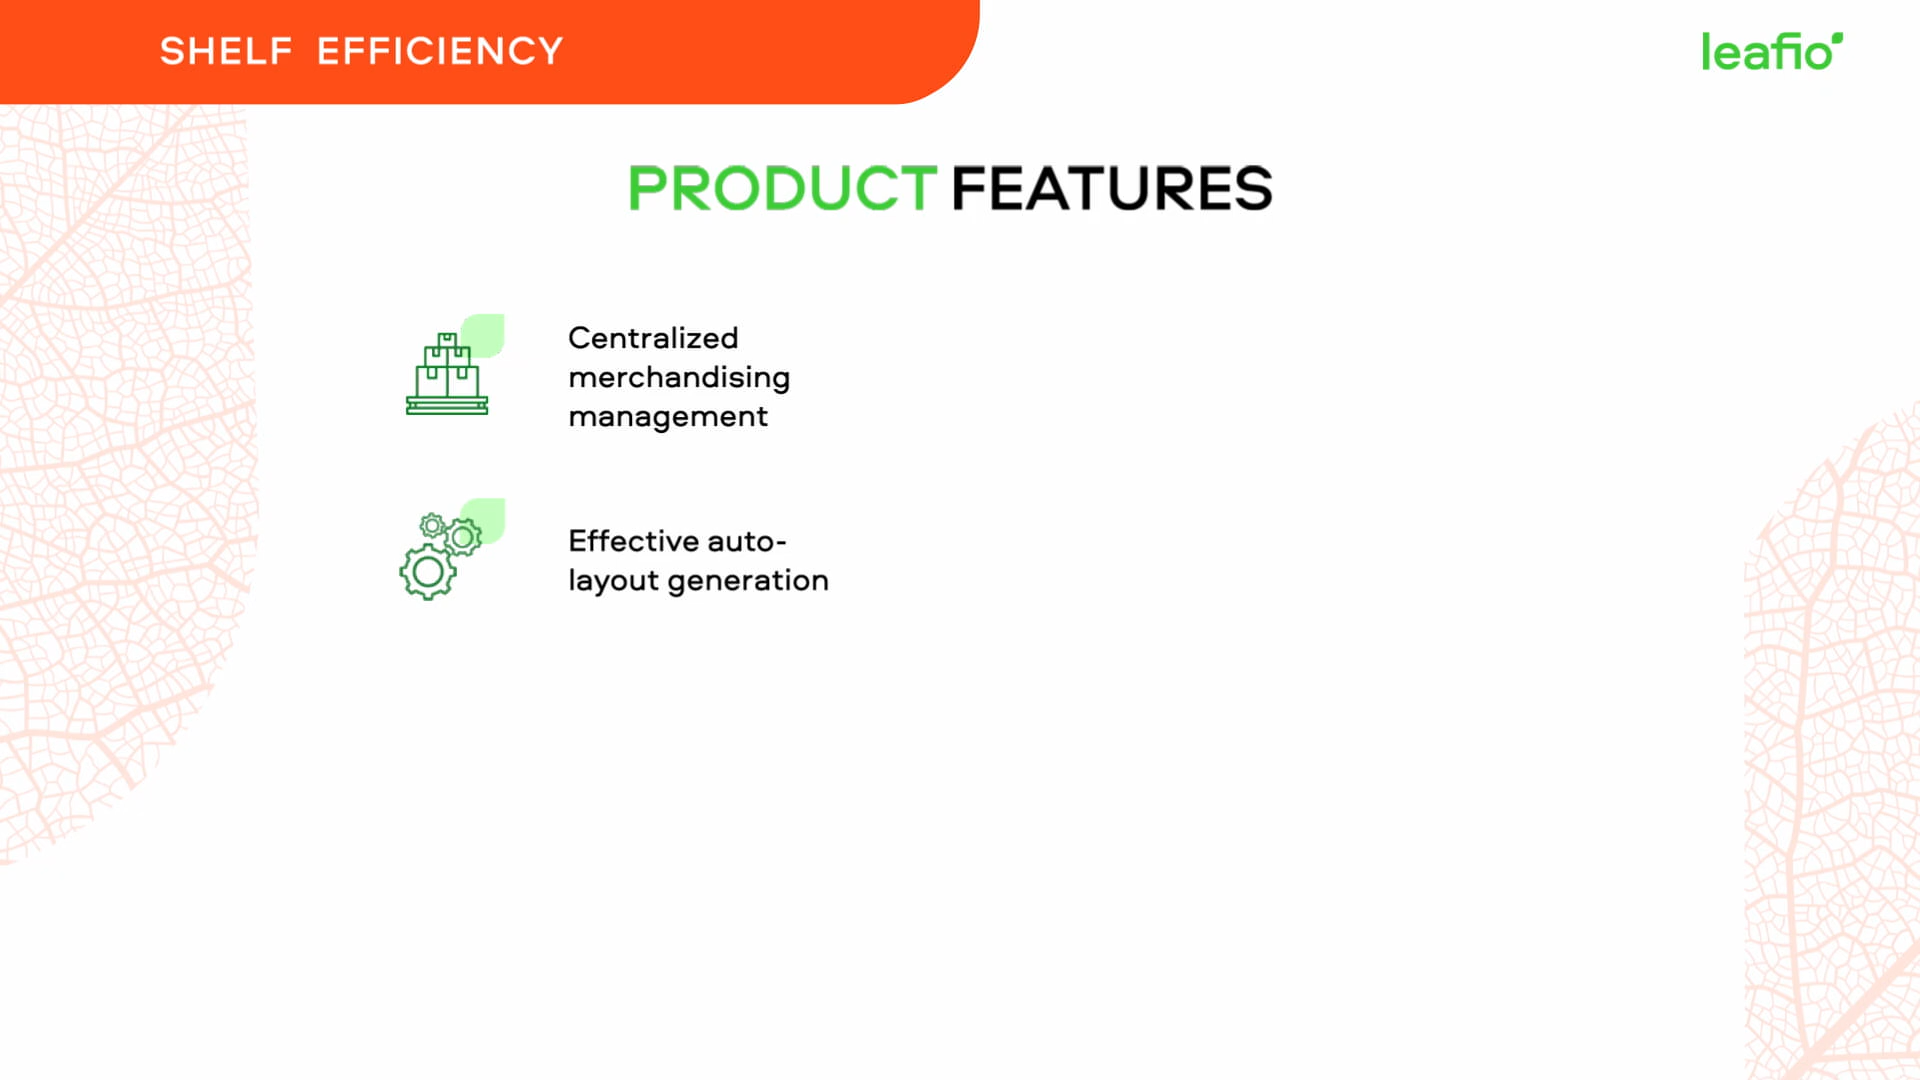 SHELF EFFICIENCY
leafio
PRODUCT FEATURES
Centralized
merchandising
management
Effective auto-
layout generation